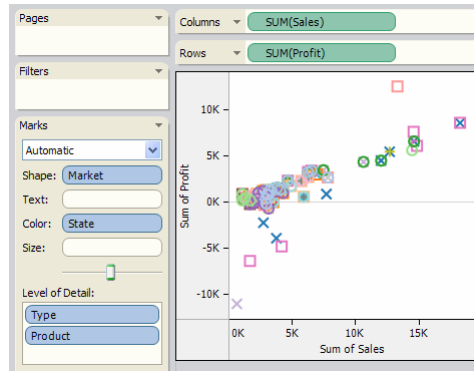 Pages
Columns SUM(Sales)
Rows SUM(Profit)
Filters
Marks
Automatic
Shape: Market
Text:
Color: State
Size:
Level of Detail:
Type
Product
Sum of Profit
10K
5K
0K
-5K
-10K
0K 5K 10K 15K
Sum of Sales